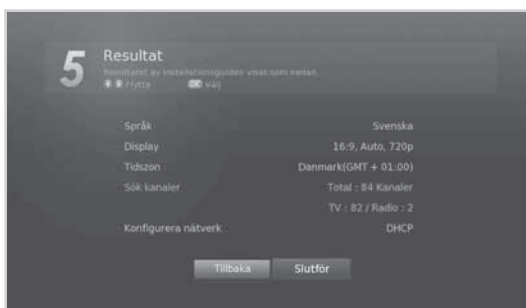 5
Resultat
Resultatet av Installationsguiden visas som nedan.
Flytta OK Välj
Språk Svenska
Display 16:9, Auto, 720p
Tidszon Danmark(GMT + 01:00)
Sök kanaler Total : 84 Kanaler
TV : 82 / Radio : 2
Konfigurera nätverk DHCP
Tillbaka Slutför